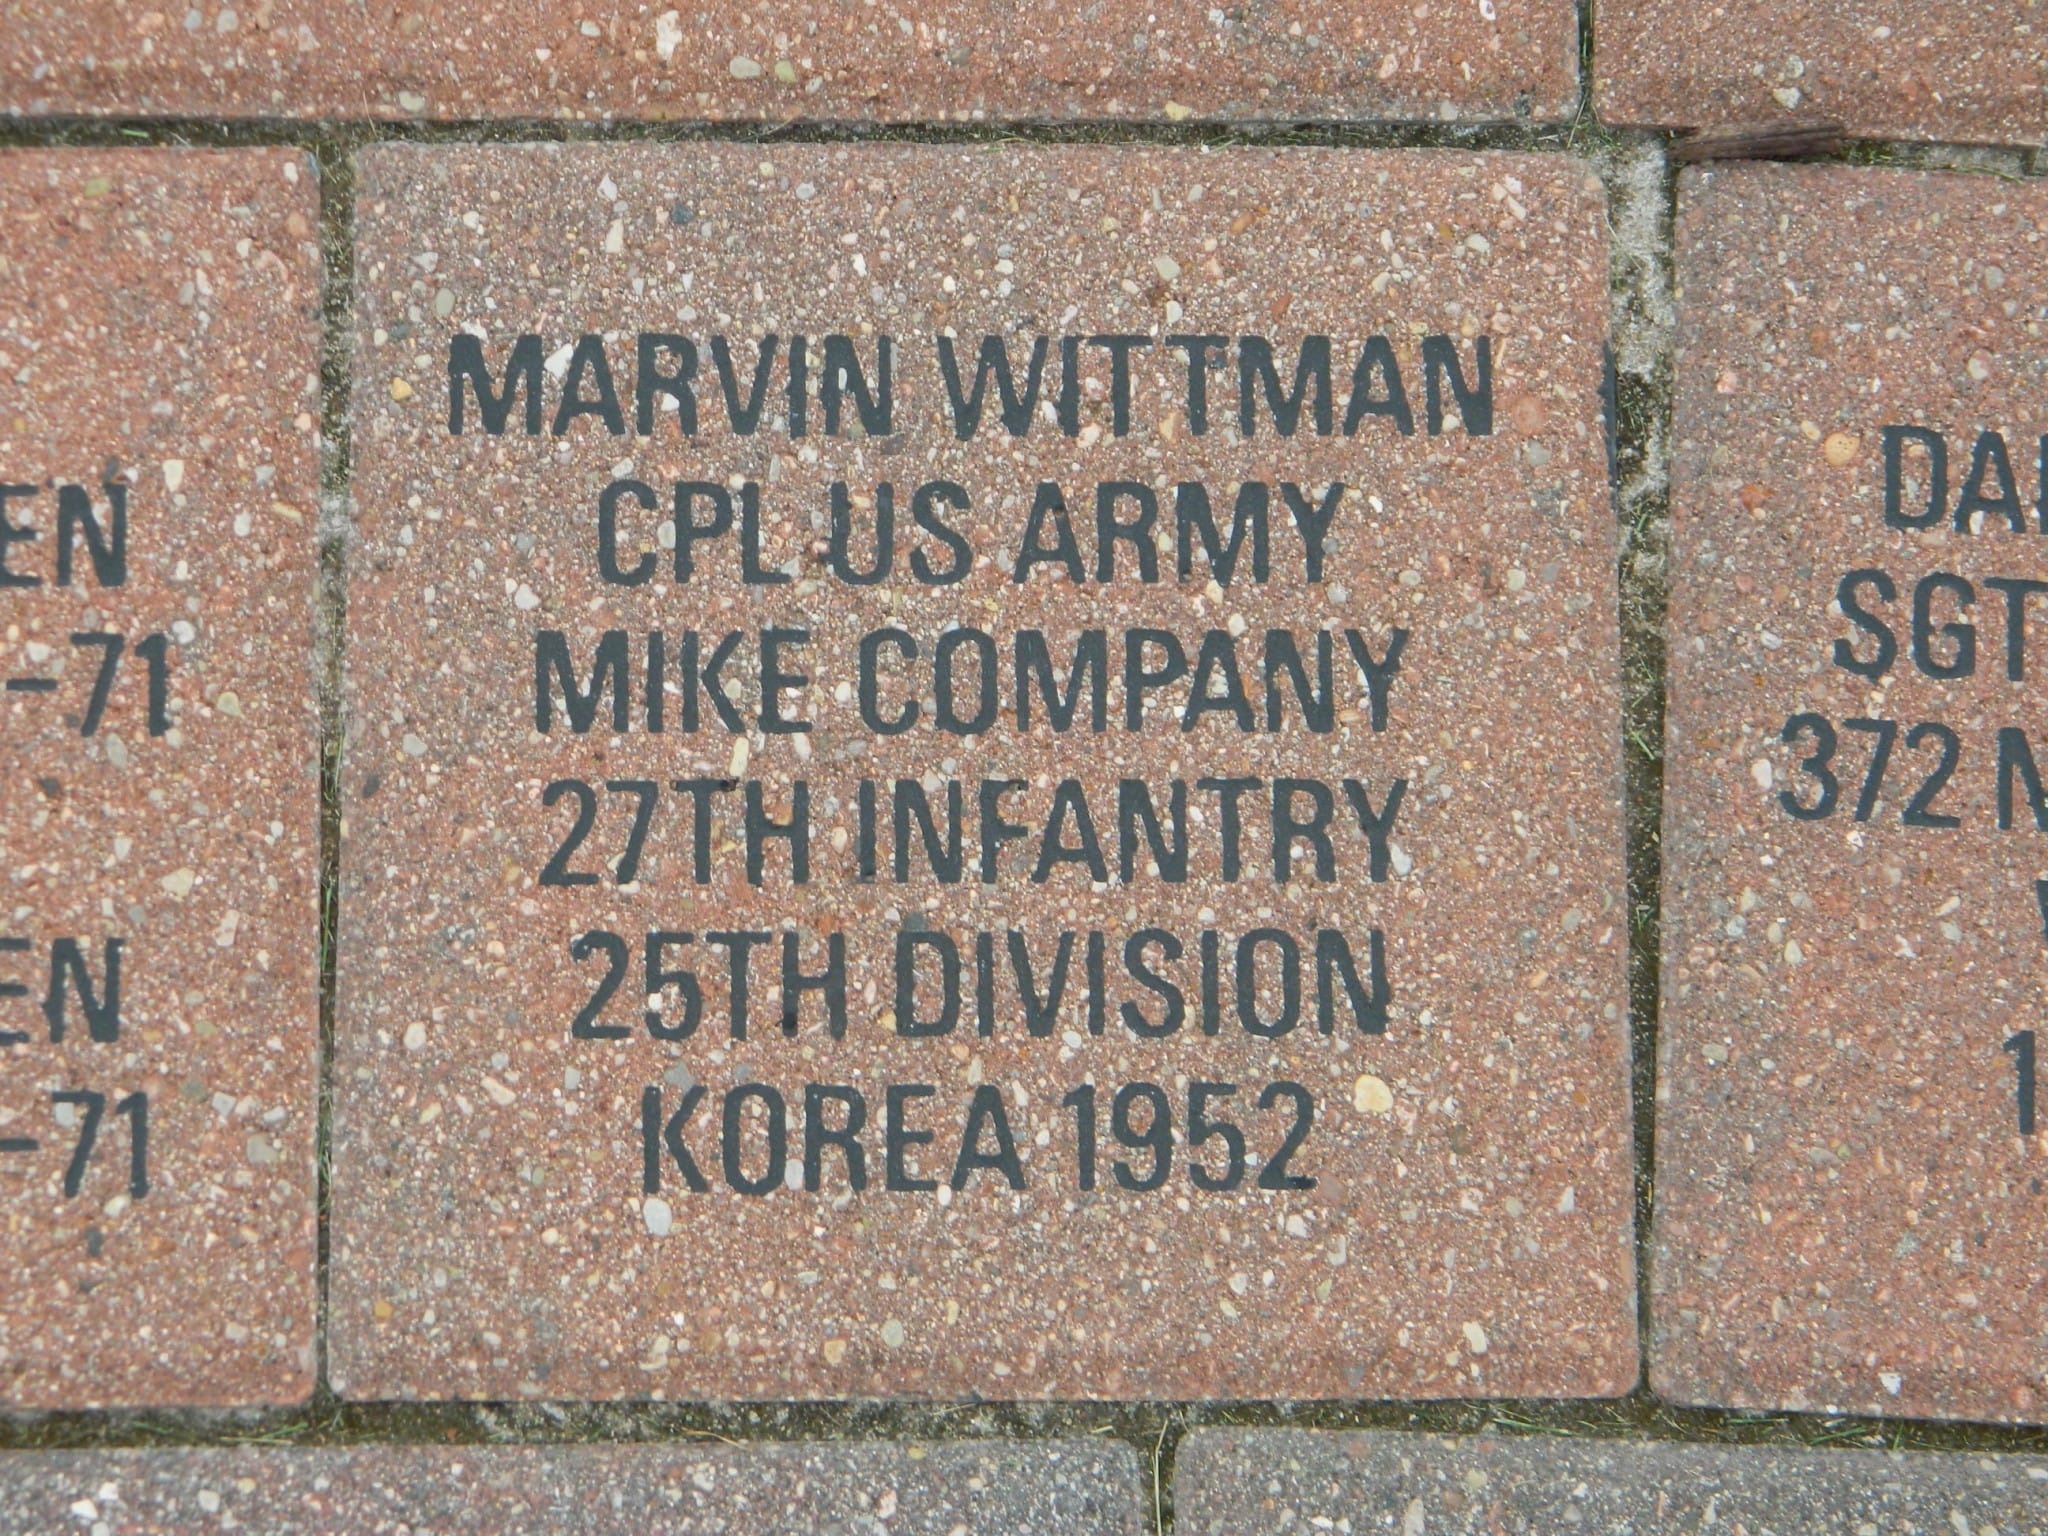 MARVIN WITTMAN
CPL US ARMY
MIKE COMPANY
27TH INFANTRY
25TH DIVISION
KOREA 1952
EN
-71
EN
-71
SGT
372